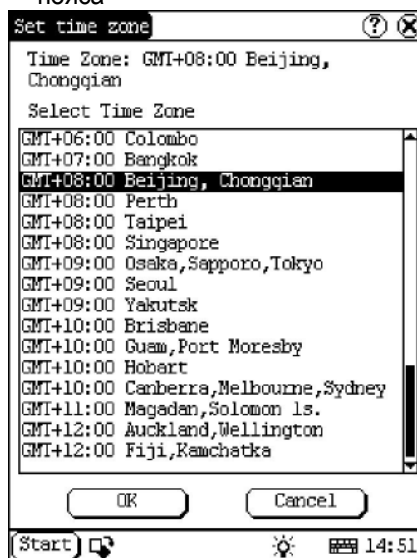 пояса
Set time zone
Time Zone: GMT+08:00 Beijing,
Chongqian
Select Time Zone
GMT+06:00 Colombo
GMT+07:00 Bangkok
GMT+08:00 Beijing, Chongqian
GMT+08:00 Perth
GMT+08:00 Taipei
GMT+08:00 Singapore
GMT+09:00 Osaka,Sapporo,Tokyo
GMT+09:00 Seoul
GMT+09:00 Yakutsk
GMT+10:00 Brisbane
GMT+10:00 Guam,Port Moresby
GMT+10:00 Hobart
GMT+10:00 Canberra,Melbourne,Sydney
GMT+11:00 Magadan,Solomon ls.
GMT+12:00 Auckland,Wellington
GMT+12:00 Fiji,Kamchatka
OK Cancel
Start 14:51